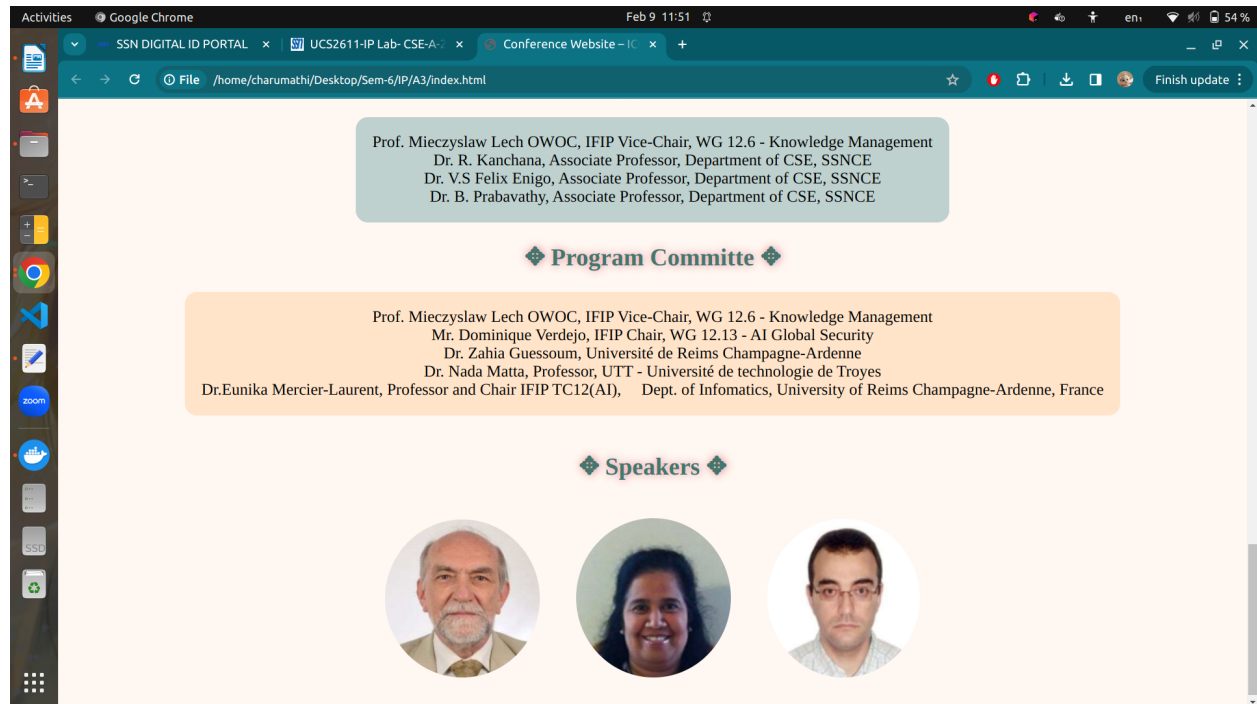 Activities Google Chrome Feb 9 11:51 en₁ 54 %
SSN DIGITAL ID PORTAL × UCS2611-IP Lab- CSE-A-2 × Conference Website – IC × +
File /home/charumathi/Desktop/Sem-6/IP/A3/index.html Finish update
Prof. Mieczyslaw Lech OWOC, IFIP Vice-Chair, WG 12.6 - Knowledge Management
Dr. R. Kanchana, Associate Professor, Department of CSE, SSNCE
Dr. V.S Felix Enigo, Associate Professor, Department of CSE, SSNCE
Dr. B. Prabavathy, Associate Professor, Department of CSE, SSNCE
Program Committe
Prof. Mieczyslaw Lech OWOC, IFIP Vice-Chair, WG 12.6 - Knowledge Management
Mr. Dominique Verdejo, IFIP Chair, WG 12.13 - AI Global Security
Dr. Zahia Guessoum, Université de Reims Champagne-Ardenne
Dr. Nada Matta, Professor, UTT - Université de technologie de Troyes
Dr.Eunika Mercier-Laurent, Professor and Chair IFIP TC12(AI), Dept. of Infomatics, University of Reims Champagne-Ardenne, France
zoom
Speakers
SSD